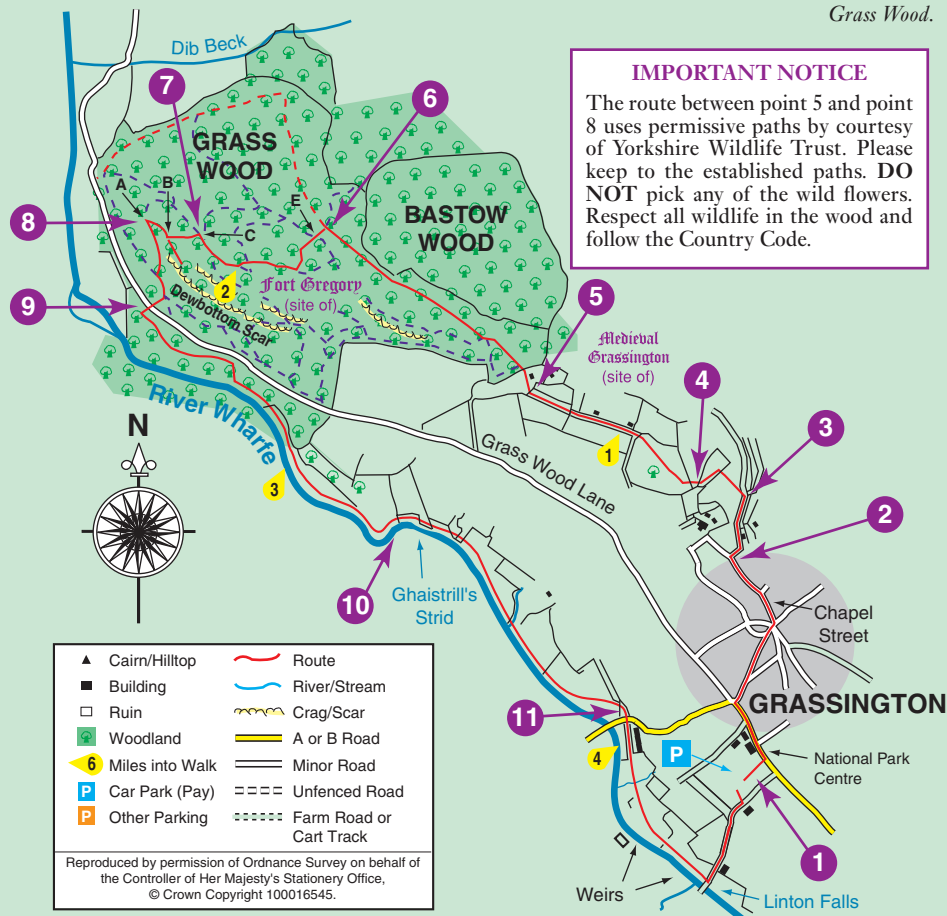 Grass Wood.
IMPORTANT NOTICE
The route between point 5 and point
8 uses permissive paths by courtesy
of Yorkshire Wildlife Trust. Please
keep to the established paths. DO
NOT pick any of the wild flowers.
Respect all wildlife in the wood and
follow the Country Code.
Dib Beck
7
6
GRASS
WOOD
A
B
E
C
8
BASTOW
WOOD
9
2
Fort Gregory
(site of)
Dewbottom Scar
5
Medieval
Grassington
(site of)
4
3
River Wharfe
N
Grass Wood Lane
1
3
2
10
Ghaistrill's
Strid
Chapel
Street
GRASSINGTON
11
4
P
National Park
Centre
1
Weirs
Linton Falls
Cairn/Hilltop
Building
Ruin
Woodland
6 Miles into Walk
P Car Park (Pay)
P Other Parking
Route
River/Stream
Crag/Scar
A or B Road
Minor Road
Unfenced Road
Farm Road or
Cart Track
Reproduced by permission of Ordnance Survey on behalf of
the Controller of Her Majesty's Stationery Office,
© Crown Copyright 100016545.